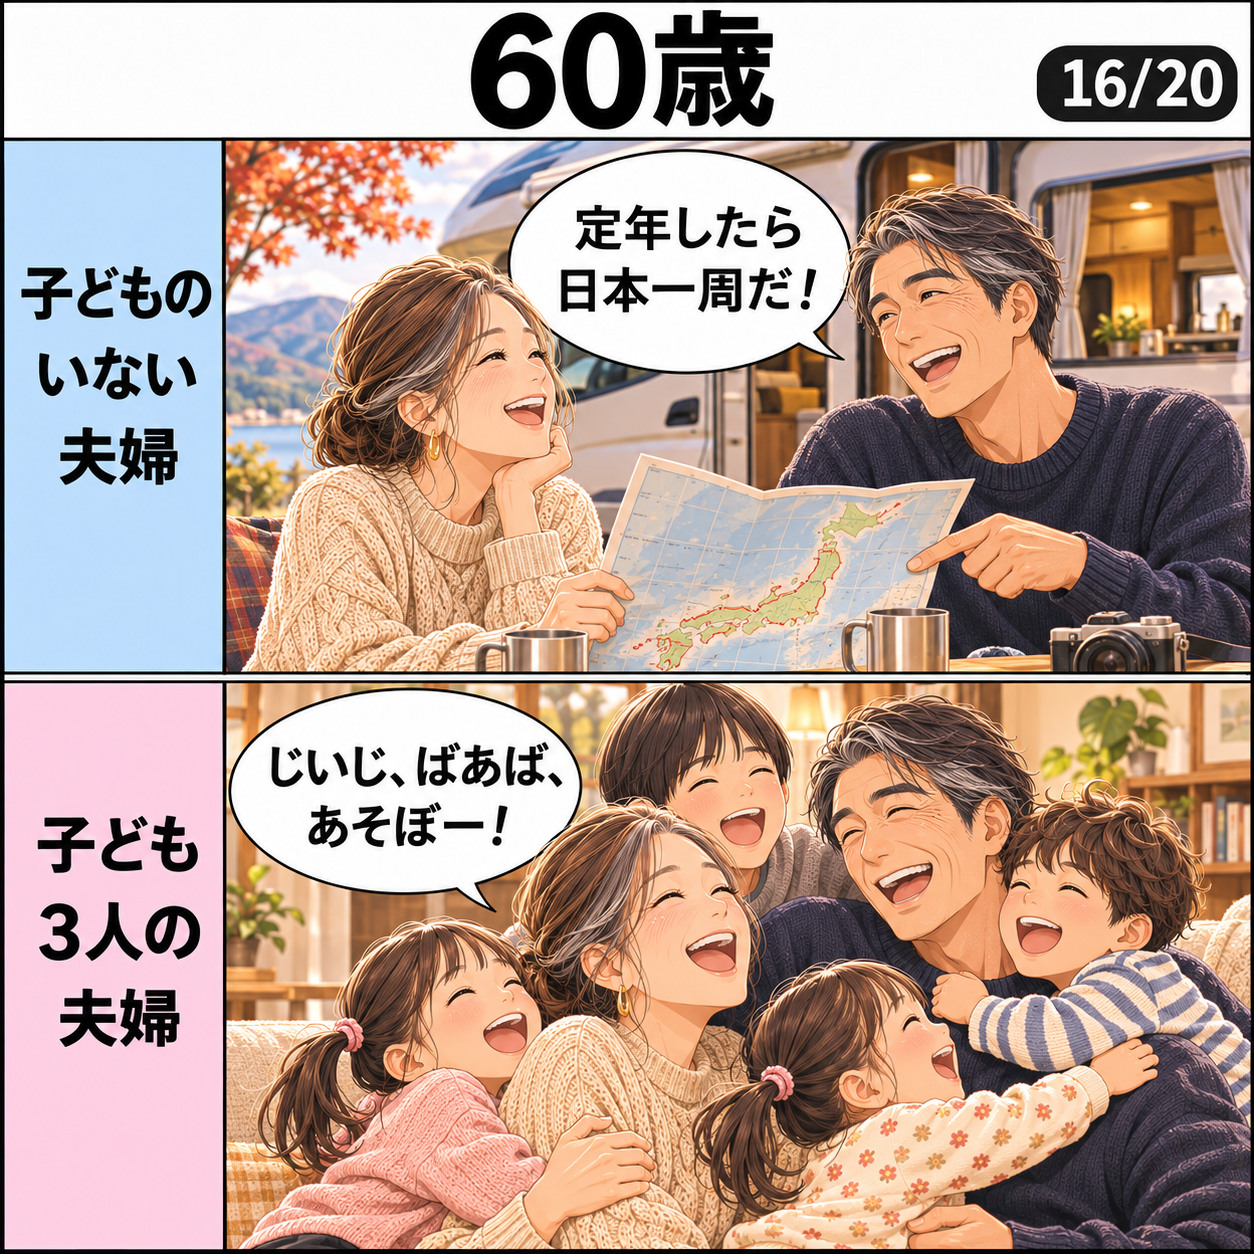 60歳
16/20
子どもの
いない
夫婦
定年したら
日本一周だ!
子ども
3人の
夫婦
じいじ、ばあば、
あそぼー!